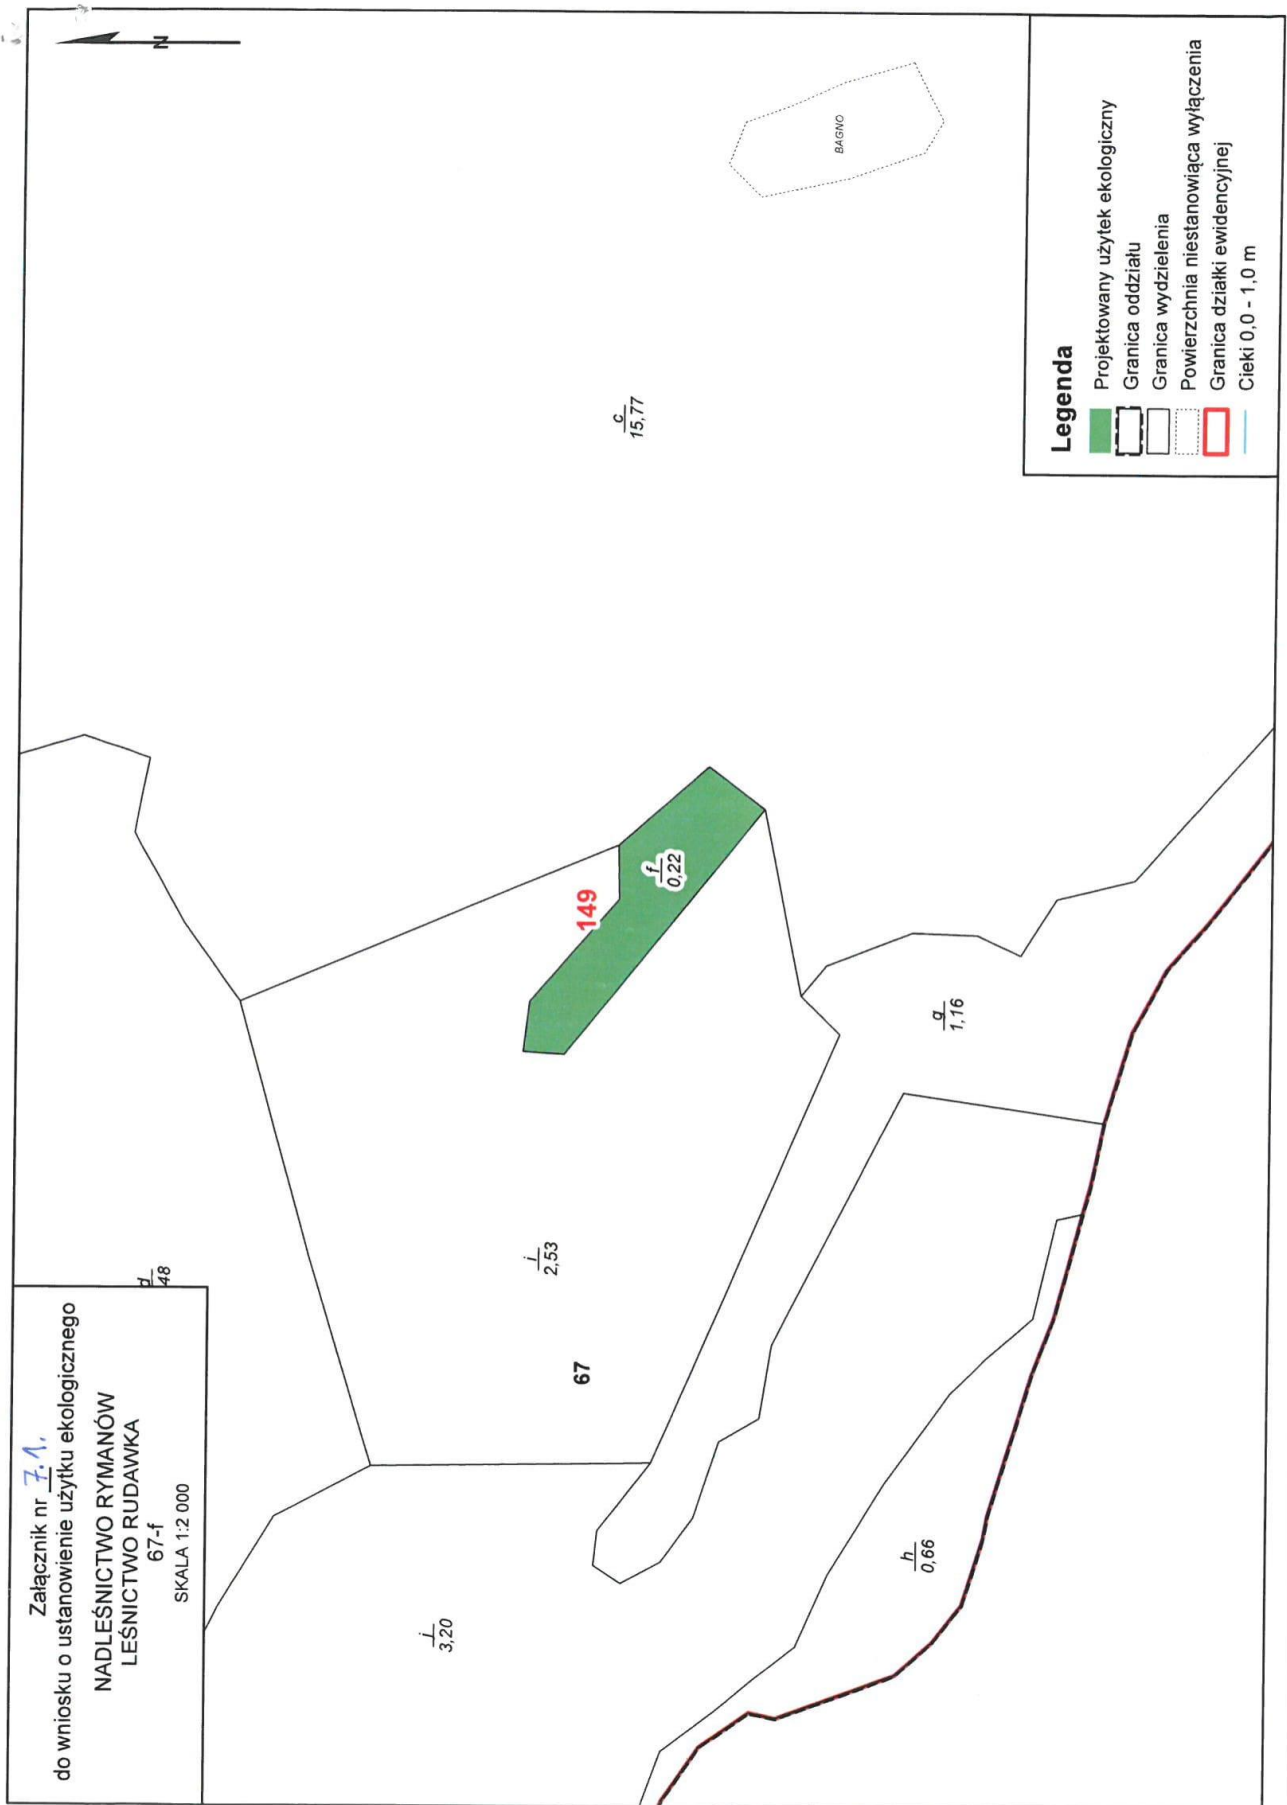 Załącznik nr 7.1.
do wniosku o ustanowienie użytku ekologicznego
NADLEŚNICTWO RYMANÓW
LEŚNICTWO RUDAWKA
67-f
SKALA 1:2 000
N
d
48
c
15,77
BAGNO
149
f
0,22
i
2,53
67
j
3,20
g
1,16
h
0,66
Legenda
Projektowany użytek ekologiczny
Granica oddziału
Granica wydzielenia
Powierzchnia niestanowiąca wyłączenia
Granica działki ewidencyjnej
Cieki 0,0 - 1,0 m